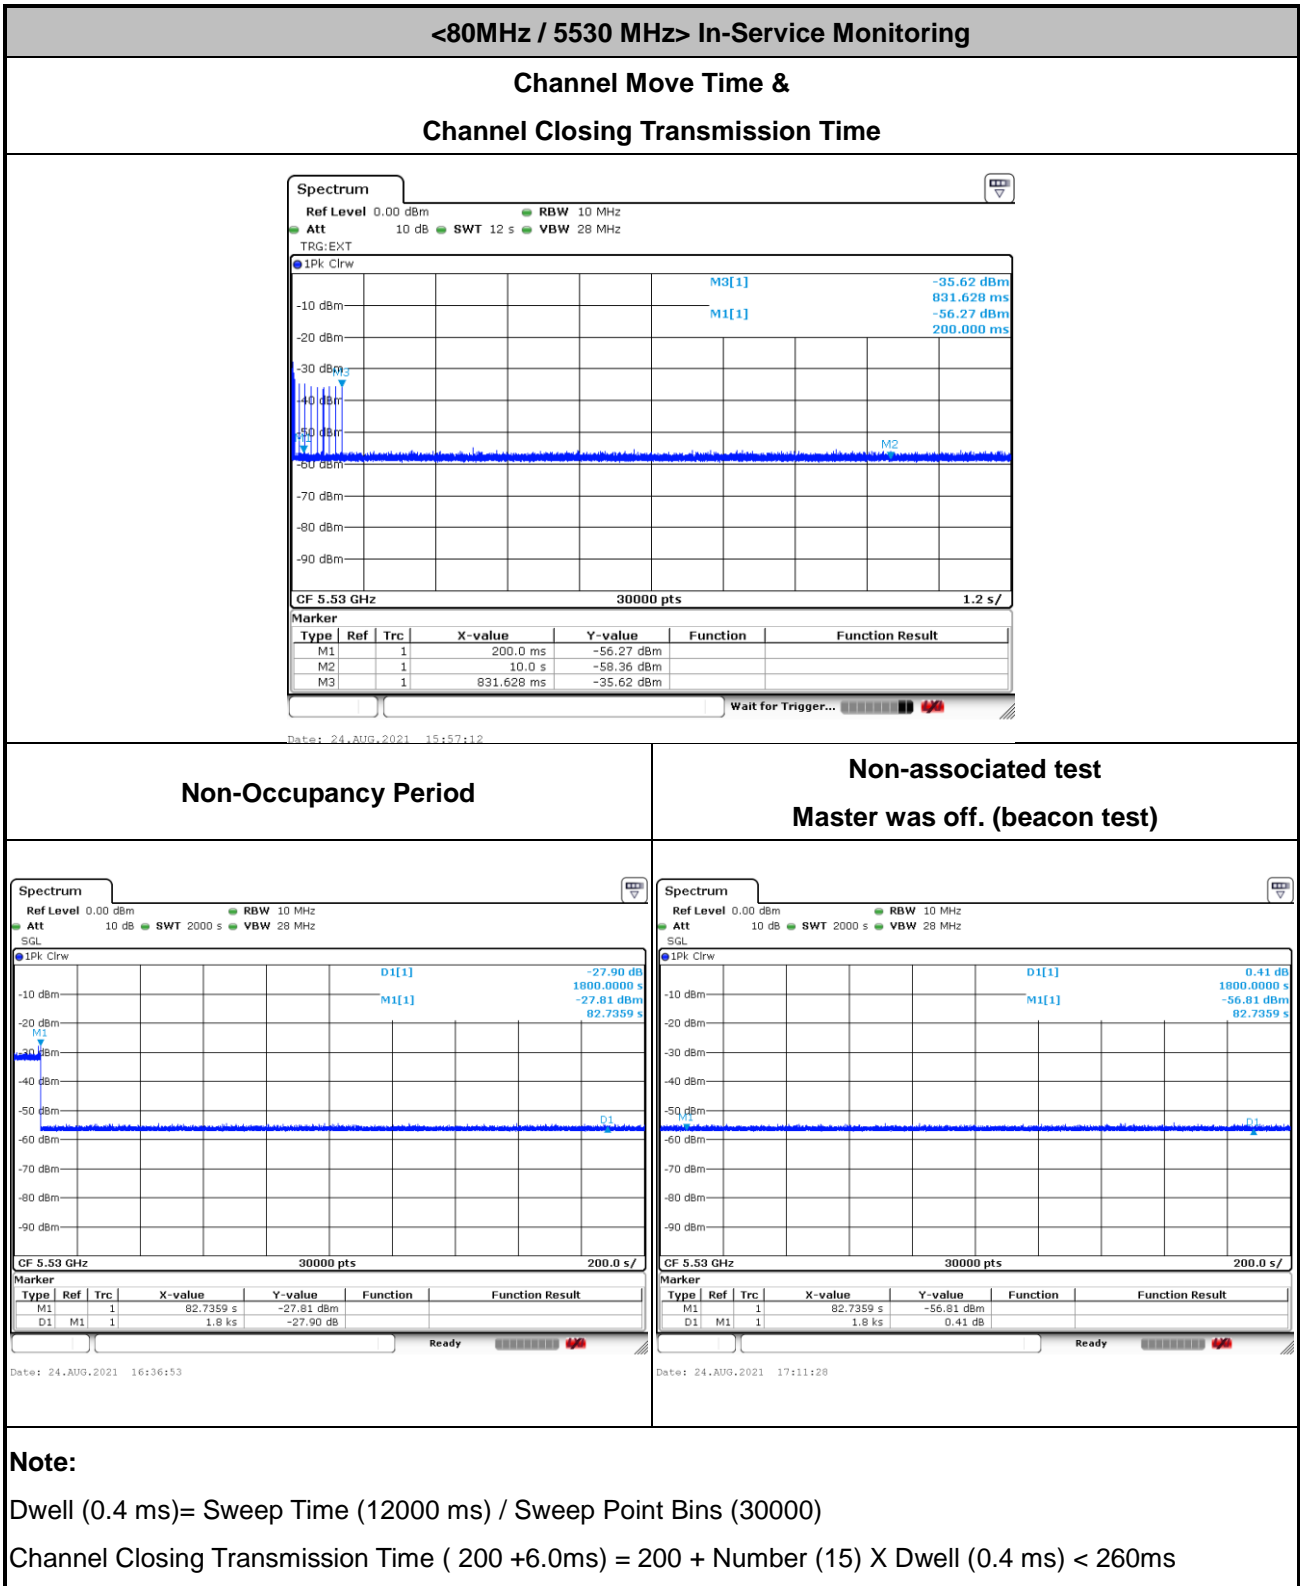 <80MHz / 5530 MHz> In-Service Monitoring
Channel Move Time &
Channel Closing Transmission Time
Spectrum
Ref Level 0.00 dBm RBW 10 MHz
Att 10 dB SWT 12 s VBW 28 MHz
TRG:EXT
1Pk Clrw
M3[1] -35.62 dBm
831.628 ms
M1[1] -56.27 dBm
200.000 ms
-10 dBm
-20 dBm
-30 dBm
M3
-40 dBm
-50 dBm
M1
M2
-60 dBm
-70 dBm
-80 dBm
-90 dBm
CF 5.53 GHz 30000 pts 1.2 s/
Marker
Type Ref Trc X-value Y-value Function Function Result
M1 1 200.0 ms -56.27 dBm
M2 1 10.0 s -58.36 dBm
M3 1 831.628 ms -35.62 dBm
Wait for Trigger...
Date: 24.AUG.2021 15:57:12
Non-Occupancy Period
Non-associated test
Master was off. (beacon test)
Spectrum
Ref Level 0.00 dBm RBW 10 MHz
Att 10 dB SWT 2000 s VBW 28 MHz
SGL
1Pk Clrw
D1[1] -27.90 dB
1800.0000 s
M1[1] -27.81 dBm
82.7359 s
-10 dBm
-20 dBm
M1
-30 dBm
-40 dBm
-50 dBm
D1
-60 dBm
-70 dBm
-80 dBm
-90 dBm
CF 5.53 GHz 30000 pts 200.0 s/
Marker
Type Ref Trc X-value Y-value Function Function Result
M1 1 82.7359 s -27.81 dBm
D1 M1 1 1.8 ks -27.90 dB
Ready
Date: 24.AUG.2021 16:36:53
Spectrum
Ref Level 0.00 dBm RBW 10 MHz
Att 10 dB SWT 2000 s VBW 28 MHz
SGL
1Pk Clrw
D1[1] 0.41 dB
1800.0000 s
M1[1] -56.81 dBm
82.7359 s
-10 dBm
-20 dBm
-30 dBm
-40 dBm
-50 dBm
M1
D1
-60 dBm
-70 dBm
-80 dBm
-90 dBm
CF 5.53 GHz 30000 pts 200.0 s/
Marker
Type Ref Trc X-value Y-value Function Function Result
M1 1 82.7359 s -56.81 dBm
D1 M1 1 1.8 ks 0.41 dB
Ready
Date: 24.AUG.2021 17:11:28
Note:
Dwell (0.4 ms)= Sweep Time (12000 ms) / Sweep Point Bins (30000)
Channel Closing Transmission Time ( 200 +6.0ms) = 200 + Number (15) X Dwell (0.4 ms) < 260ms